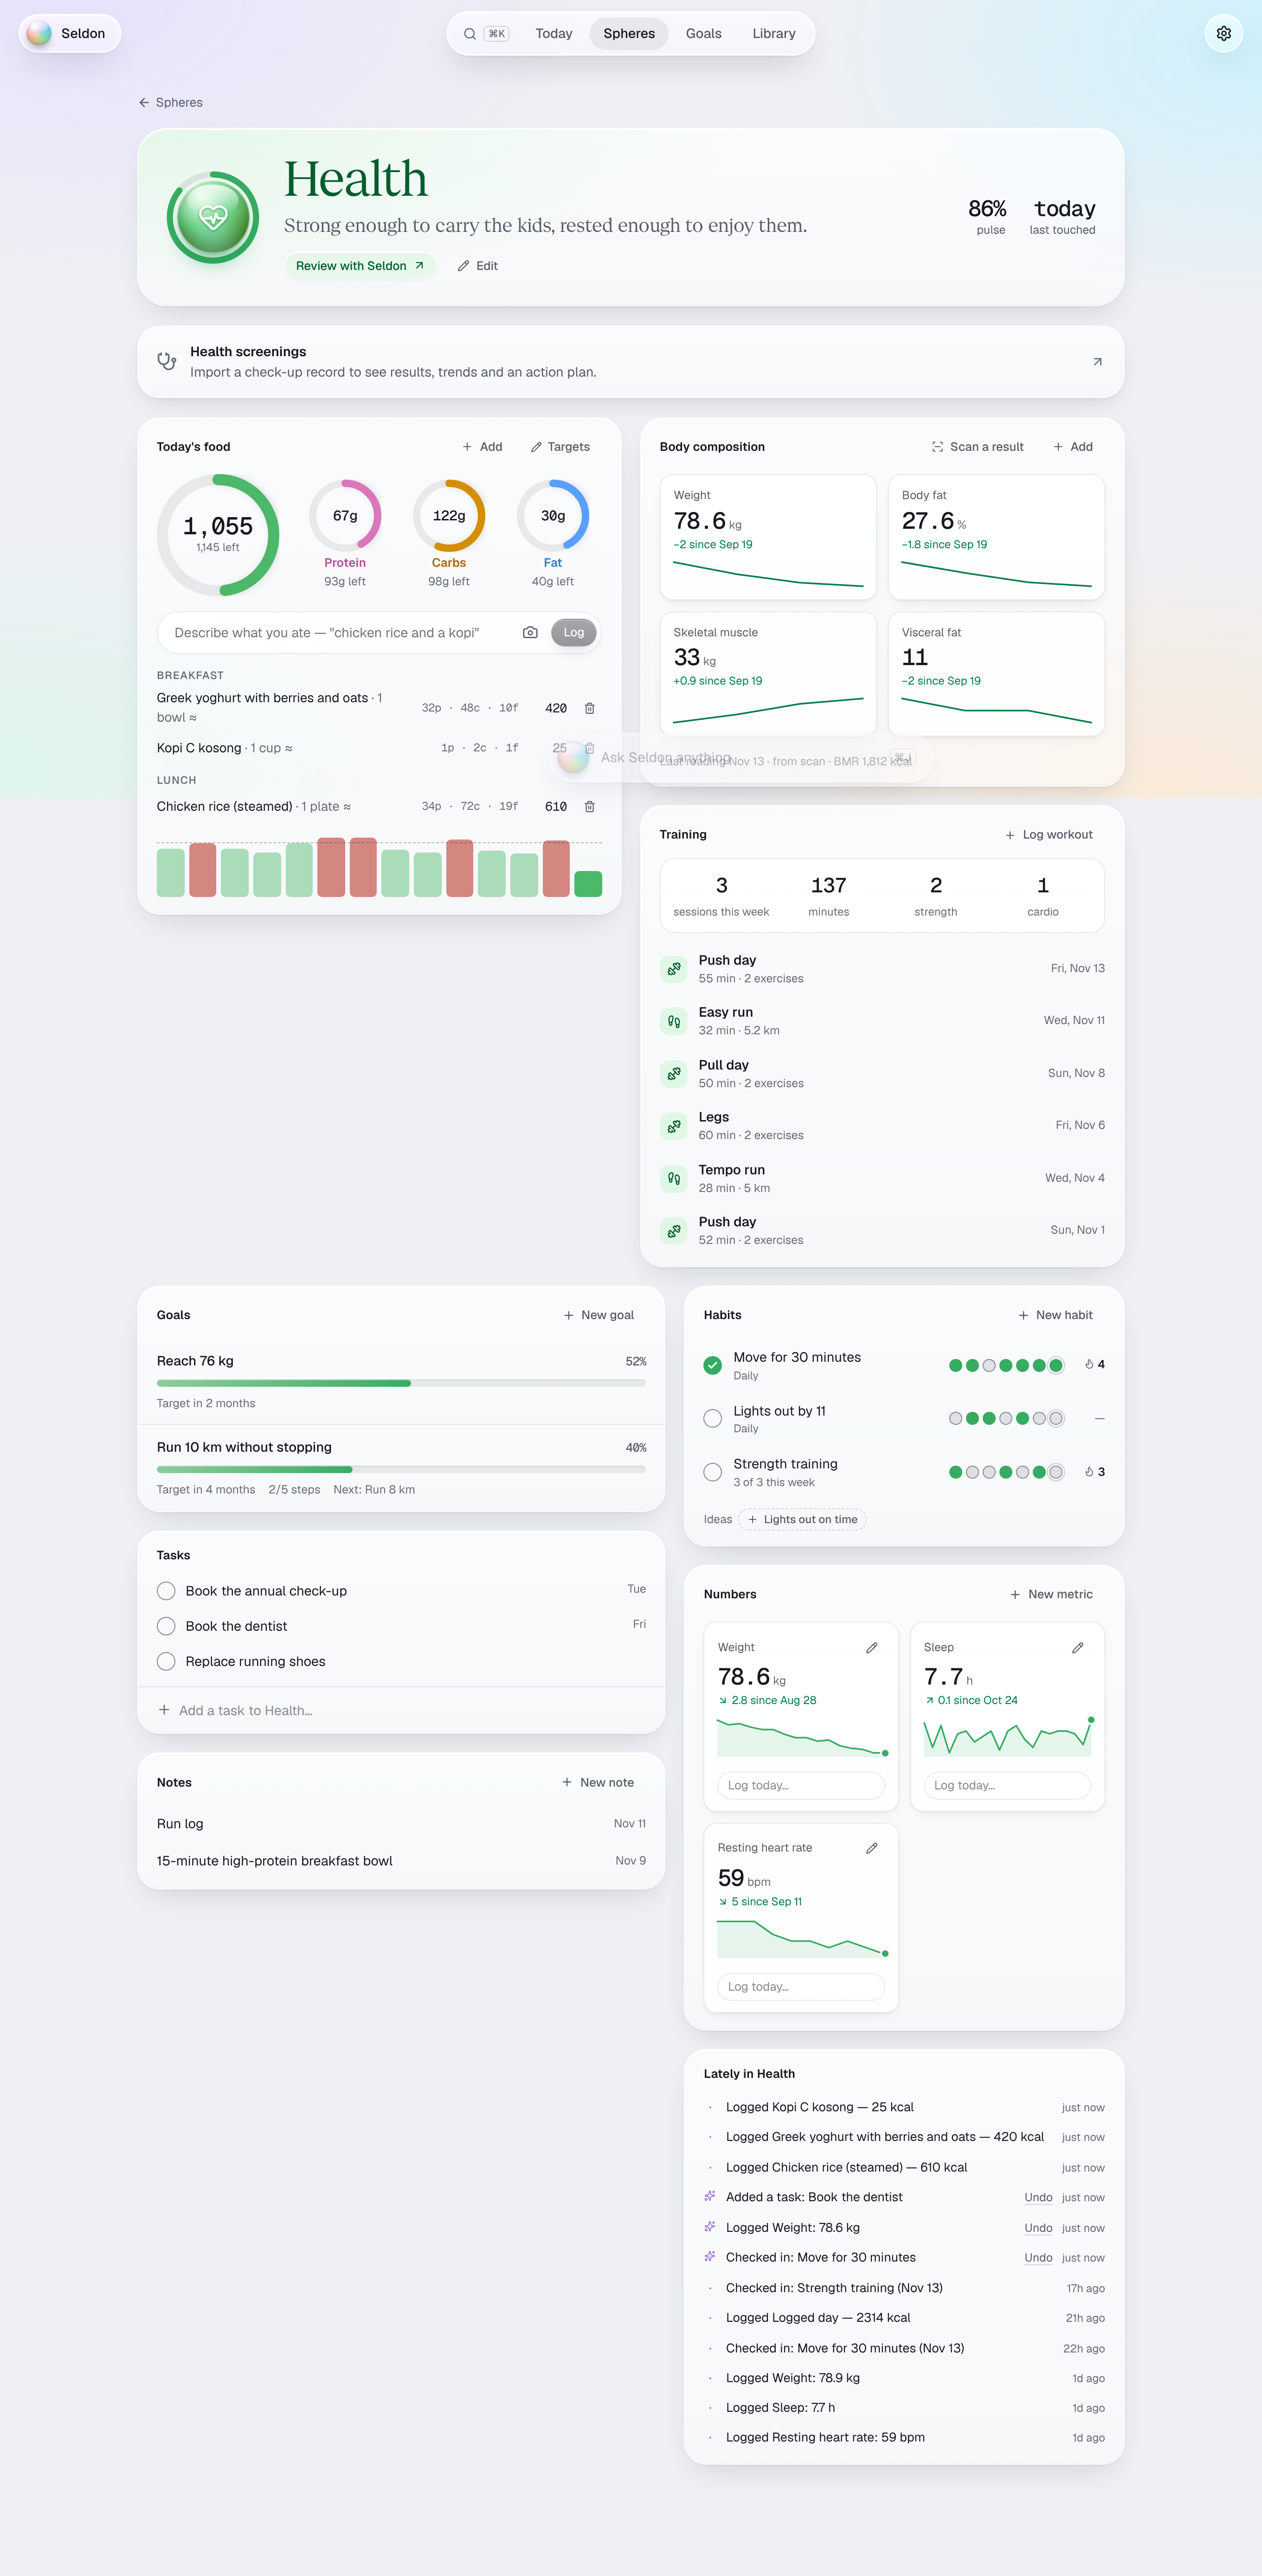 Seldon
⌘K
Today
Spheres
Goals
Library
Spheres
Health
Strong enough to carry the kids, rested enough to enjoy them.
Review with Seldon
Edit
86%
pulse
today
last touched
Health screenings
Import a check-up record to see results, trends and an action plan.
Today's food
Add
Targets
1,055
1,145 left
67g
Protein
93g left
122g
Carbs
98g left
30g
Fat
40g left
Describe what you ate — "chicken rice and a kopi"
Log
BREAKFAST
Greek yoghurt with berries and oats · 1
bowl ≈
32p · 48c · 10f
420
Kopi C kosong · 1 cup ≈
1p · 2c · 1f
25
LUNCH
Chicken rice (steamed) · 1 plate ≈
34p · 72c · 19f
610
Body composition
Scan a result
Add
Weight
78.6 kg
−2 since Sep 19
Body fat
27.6 %
−1.8 since Sep 19
Skeletal muscle
33 kg
+0.9 since Sep 19
Visceral fat
11
−2 since Sep 19
Ask Seldon anything
Last reading Nov 13 · from scan · BMR 1,812 kcal
Training
Log workout
3
sessions this week
137
minutes
2
strength
1
cardio
Push day
55 min · 2 exercises
Fri, Nov 13
Easy run
32 min · 5.2 km
Wed, Nov 11
Pull day
50 min · 2 exercises
Sun, Nov 8
Legs
60 min · 2 exercises
Fri, Nov 6
Tempo run
28 min · 5 km
Wed, Nov 4
Push day
52 min · 2 exercises
Sun, Nov 1
Goals
New goal
Reach 76 kg
52%
Target in 2 months
Run 10 km without stopping
40%
Target in 4 months 2/5 steps Next: Run 8 km
Tasks
Book the annual check-up
Tue
Book the dentist
Fri
Replace running shoes
Add a task to Health…
Notes
New note
Run log
Nov 11
15-minute high-protein breakfast bowl
Nov 9
Habits
New habit
Move for 30 minutes
Daily
4
Lights out by 11
Daily
—
Strength training
3 of 3 this week
3
Ideas
Lights out on time
Numbers
New metric
Weight
78.6 kg
2.8 since Aug 28
Log today…
Sleep
7.7 h
0.1 since Oct 24
Log today…
Resting heart rate
59 bpm
5 since Sep 11
Log today…
Lately in Health
Logged Kopi C kosong — 25 kcal just now
Logged Greek yoghurt with berries and oats — 420 kcal just now
Logged Chicken rice (steamed) — 610 kcal just now
Added a task: Book the dentist Undo just now
Logged Weight: 78.6 kg Undo just now
Checked in: Move for 30 minutes Undo just now
Checked in: Strength training (Nov 13) 17h ago
Logged Logged day — 2314 kcal 21h ago
Checked in: Move for 30 minutes (Nov 13) 22h ago
Logged Weight: 78.9 kg 1d ago
Logged Sleep: 7.7 h 1d ago
Logged Resting heart rate: 59 bpm 1d ago